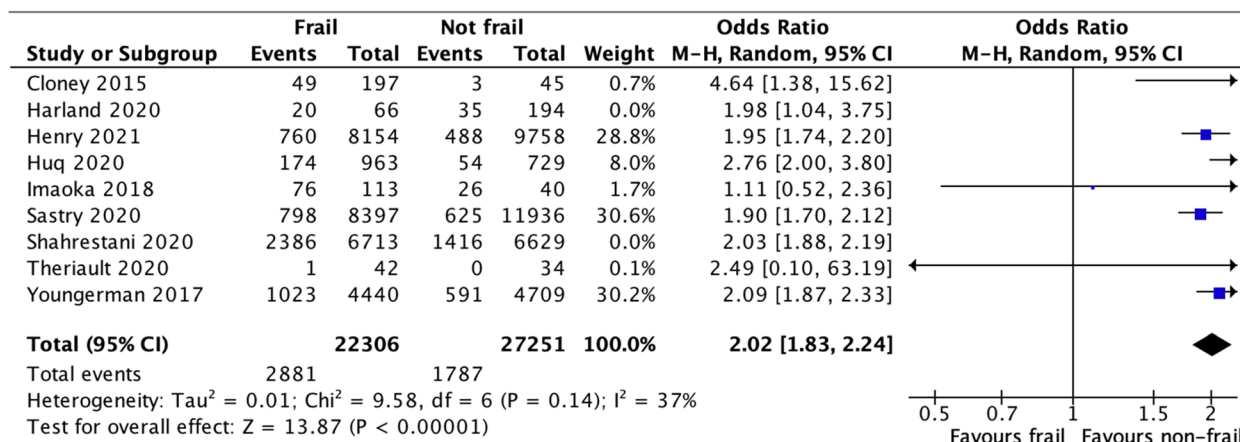 Frail Not frail Odds Ratio Odds Ratio
Study or Subgroup Events Total Events Total Weight M-H, Random, 95% CI M-H, Random, 95% CI
Cloney 2015 49 197 3 45 0.7% 4.64 [1.38, 15.62]
Harland 2020 20 66 35 194 0.0% 1.98 [1.04, 3.75]
Henry 2021 760 8154 488 9758 28.8% 1.95 [1.74, 2.20]
Huq 2020 174 963 54 729 8.0% 2.76 [2.00, 3.80]
Imaoka 2018 76 113 26 40 1.7% 1.11 [0.52, 2.36]
Sastry 2020 798 8397 625 11936 30.6% 1.90 [1.70, 2.12]
Shahrestani 2020 2386 6713 1416 6629 0.0% 2.03 [1.88, 2.19]
Theriault 2020 1 42 0 34 0.1% 2.49 [0.10, 63.19]
Youngerman 2017 1023 4440 591 4709 30.2% 2.09 [1.87, 2.33]
Total (95% CI) 22306 27251 100.0% 2.02 [1.83, 2.24]
Total events 2881 1787
Heterogeneity: Tau² = 0.01; Chi² = 9.58, df = 6 (P = 0.14); I² = 37%
Test for overall effect: Z = 13.87 (P < 0.00001)
0.5 0.7 1 1.5 2
Favours frail Favours non-frail